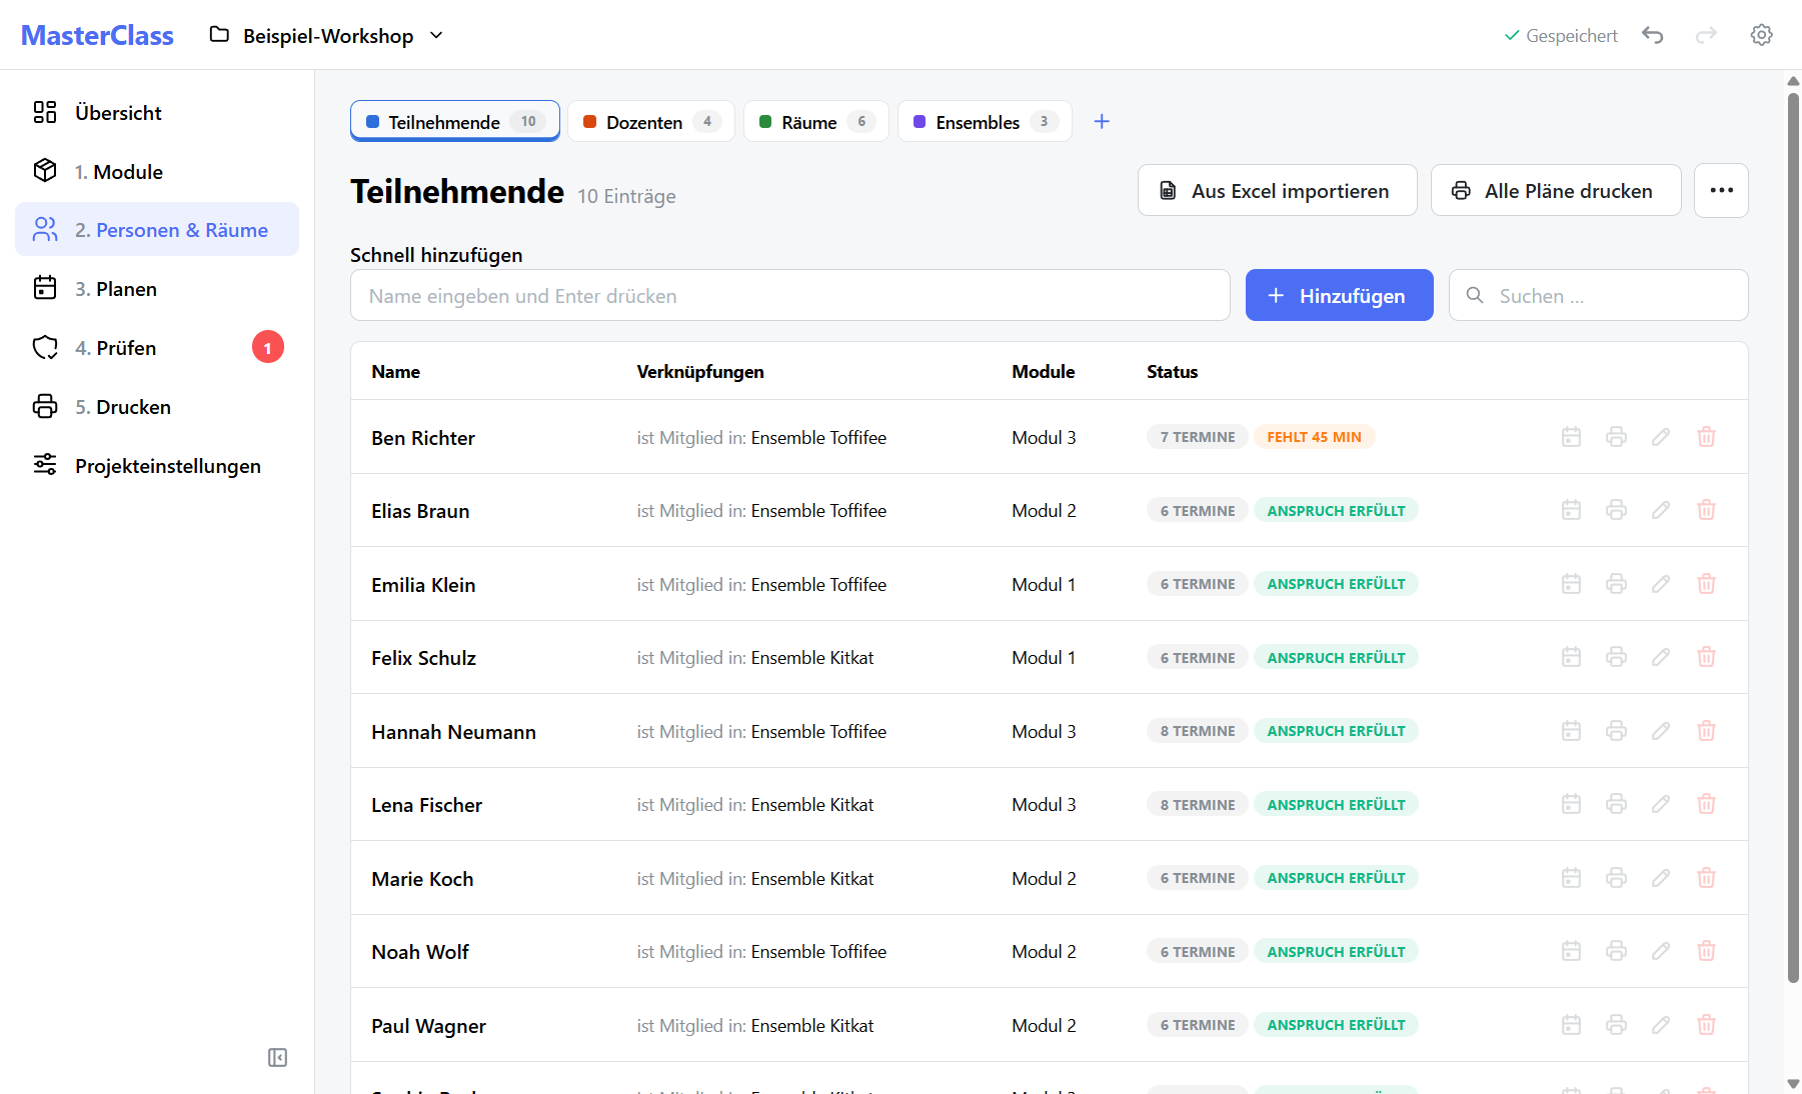 MasterClass
Beispiel-Workshop
Gespeichert
Übersicht
1. Module
2. Personen & Räume
3. Planen
4. Prüfen 1
5. Drucken
Projekteinstellungen
Teilnehmende 10 Dozenten 4 Räume 6 Ensembles 3 +
Teilnehmende 10 Einträge
Aus Excel importieren
Alle Pläne drucken
Schnell hinzufügen
Name eingeben und Enter drücken
+ Hinzufügen
Suchen ...
Name Verknüpfungen Module Status
Ben Richter ist Mitglied in: Ensemble Toffifee Modul 3 7 TERMINE FEHLT 45 MIN
Elias Braun ist Mitglied in: Ensemble Toffifee Modul 2 6 TERMINE ANSPRUCH ERFÜLLT
Emilia Klein ist Mitglied in: Ensemble Toffifee Modul 1 6 TERMINE ANSPRUCH ERFÜLLT
Felix Schulz ist Mitglied in: Ensemble Kitkat Modul 1 6 TERMINE ANSPRUCH ERFÜLLT
Hannah Neumann ist Mitglied in: Ensemble Toffifee Modul 3 8 TERMINE ANSPRUCH ERFÜLLT
Lena Fischer ist Mitglied in: Ensemble Kitkat Modul 3 8 TERMINE ANSPRUCH ERFÜLLT
Marie Koch ist Mitglied in: Ensemble Kitkat Modul 2 6 TERMINE ANSPRUCH ERFÜLLT
Noah Wolf ist Mitglied in: Ensemble Toffifee Modul 2 6 TERMINE ANSPRUCH ERFÜLLT
Paul Wagner ist Mitglied in: Ensemble Kitkat Modul 2 6 TERMINE ANSPRUCH ERFÜLLT